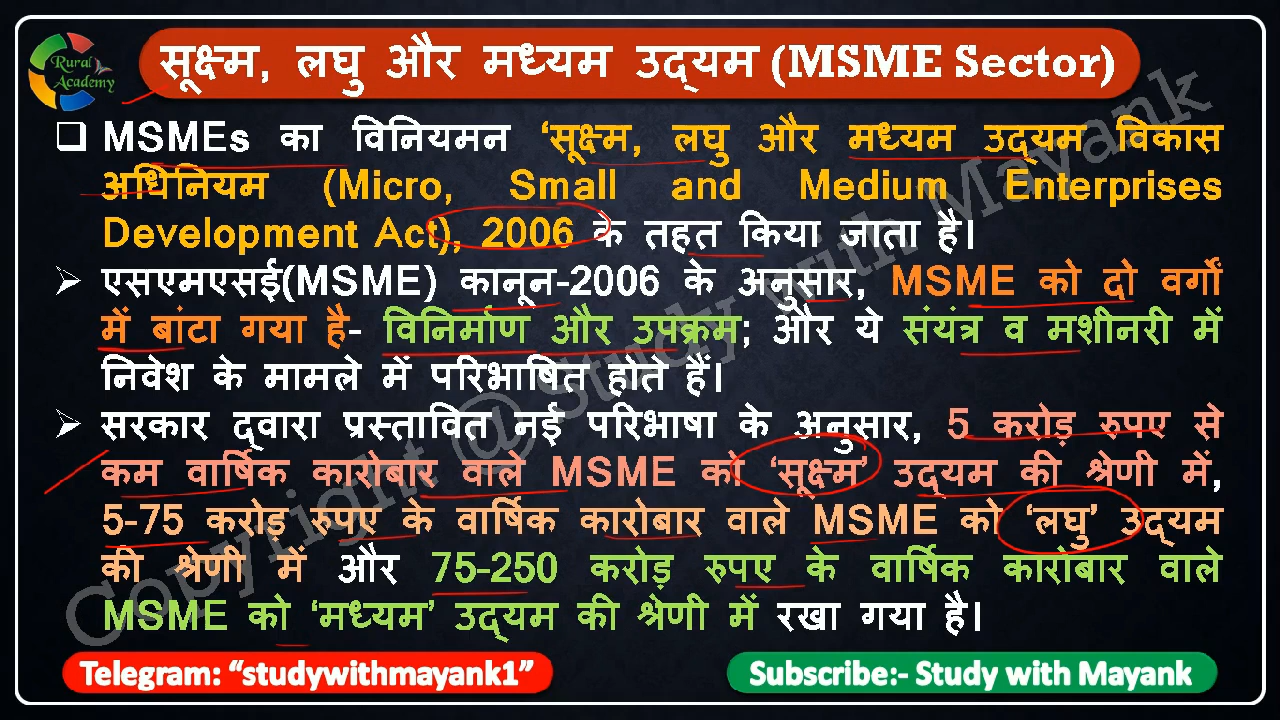 Rural
Academy
सूक्ष्म, लघु और मध्यम उद्यम (MSME Sector)
MSMEs का विनियमन ‘सूक्ष्म, लघु और मध्यम उद्यम विकास
अधिनियम (Micro, Small and Medium Enterprises
Development Act), 2006 के तहत किया जाता है।
एसएमएसई(MSME) कानून-2006 के अनुसार, MSME को दो वर्गों
में बांटा गया है- विनिर्माण और उपक्रम; और ये संयंत्र व मशीनरी में
निवेश के मामले में परिभाषित होते हैं।
सरकार द्वारा प्रस्तावित नई परिभाषा के अनुसार, 5 करोड़ रुपए से
कम वार्षिक कारोबार वाले MSME को ‘सूक्ष्म’ उद्यम की श्रेणी में,
5-75 करोड़ रुपए के वार्षिक कारोबार वाले MSME को ‘लघु’ उद्यम
की श्रेणी में और 75-250 करोड़ रुपए के वार्षिक कारोबार वाले
MSME को ‘मध्यम’ उद्यम की श्रेणी में रखा गया है।
Copyright @ Study With Mayank
Telegram: “studywithmayank1”
Subscribe:- Study with Mayank